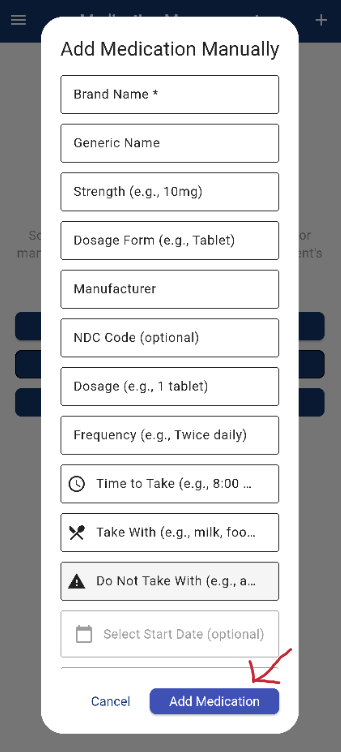 Add Medication Manually
Brand Name *
Generic Name
Strength (e.g., 10mg)
Dosage Form (e.g., Tablet)
Manufacturer
NDC Code (optional)
Dosage (e.g., 1 tablet)
Frequency (e.g., Twice daily)
Time to Take (e.g., 8:00 ...
Take With (e.g., milk, foo...
Do Not Take With (e.g., a...
Select Start Date (optional)
Cancel
Add Medication